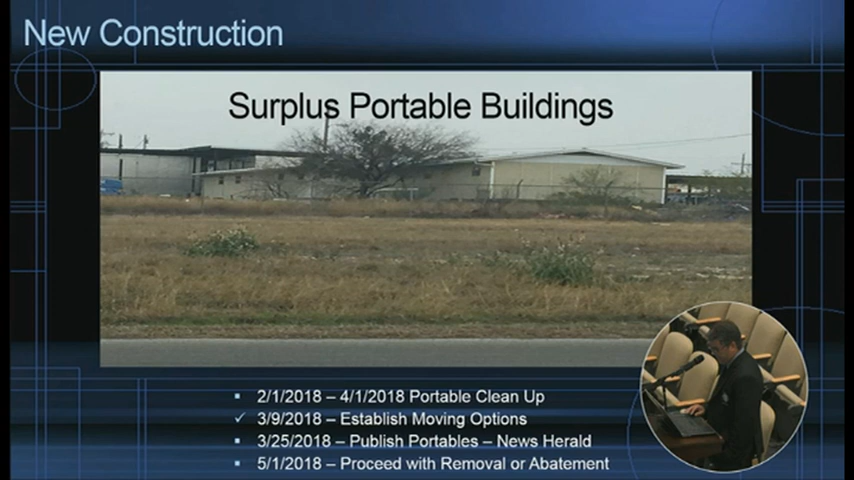 New Construction
Surplus Portable Buildings
▪ 2/1/2018 – 4/1/2018 Portable Clean Up
✓ 3/9/2018 – Establish Moving Options
▪ 3/25/2018 – Publish Portables – News Herald
▪ 5/1/2018 – Proceed with Removal or Abatement